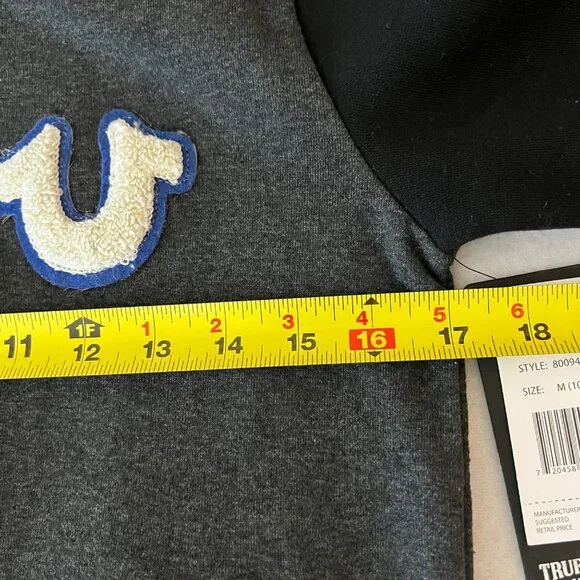 1 2 3 4 5 6
1F
11 12 13 14 15 16 17 18
STYLE: 80094
SIZE: M (10
7 20458
MANUFACTURER
SUGGESTED
RETAIL PRICE
TRUE